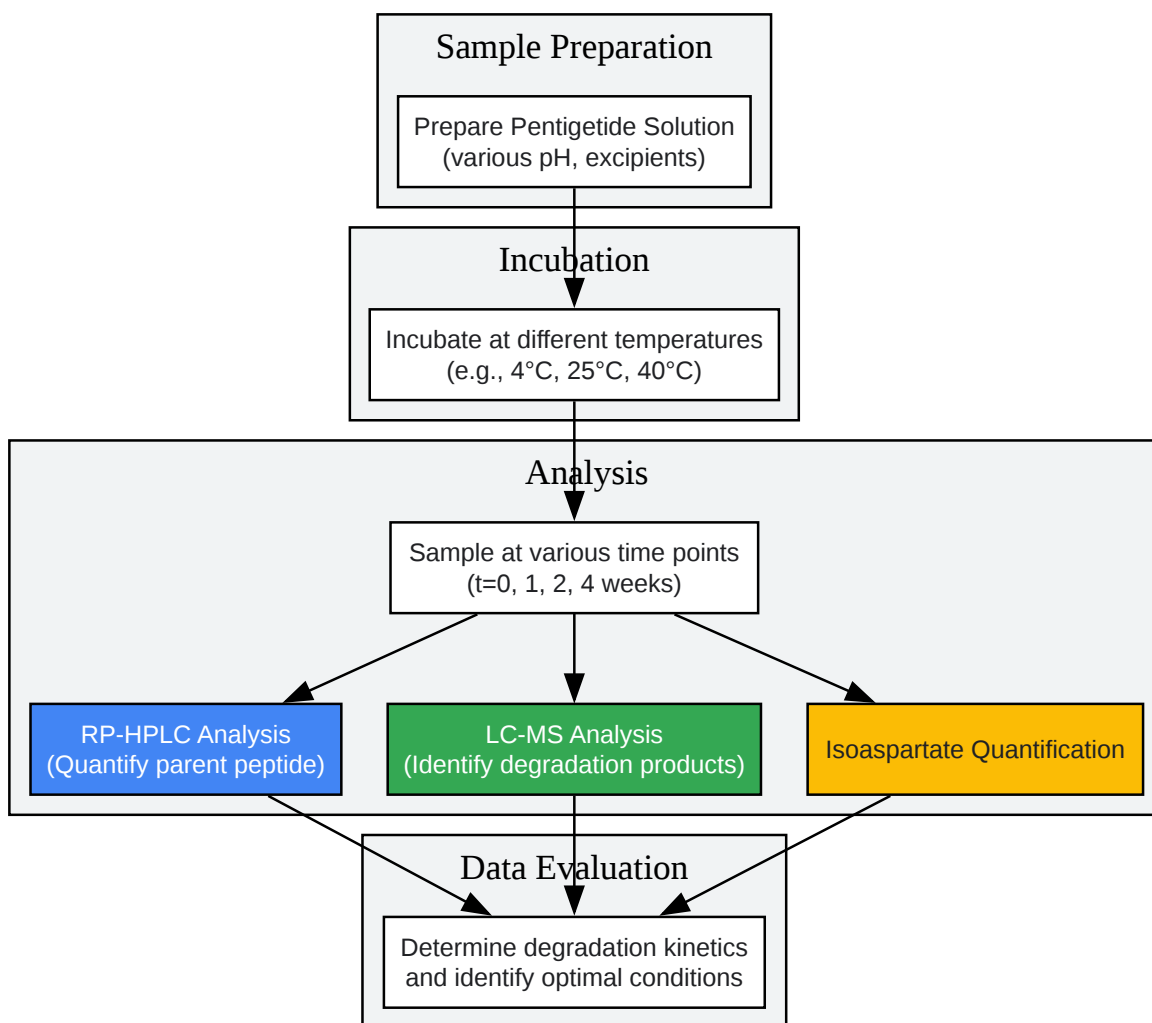 Sample Preparation
Prepare Pentigetide Solution
(various pH, excipients)
Incubation
Incubate at different temperatures
(e.g., 4°C, 25°C, 40°C)
Analysis
Sample at various time points
(t=0, 1, 2, 4 weeks)
RP-HPLC Analysis
(Quantify parent peptide)
LC-MS Analysis
(Identify degradation products)
Isoaspartate Quantification
Data Evaluation
Determine degradation kinetics
and identify optimal conditions